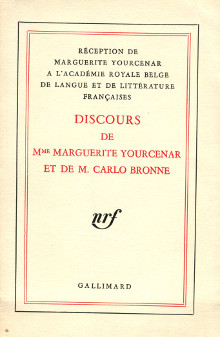 RÉCEPTION DE
MARGUERITE YOURCENAR
A L'ACADÉMIE ROYALE BELGE
DE LANGUE ET DE LITTÉRATURE
FRANÇAISES
DISCOURS
DE
MME MARGUERITE YOURCENAR
ET DE M. CARLO BRONNE
nrf
GALLIMARD